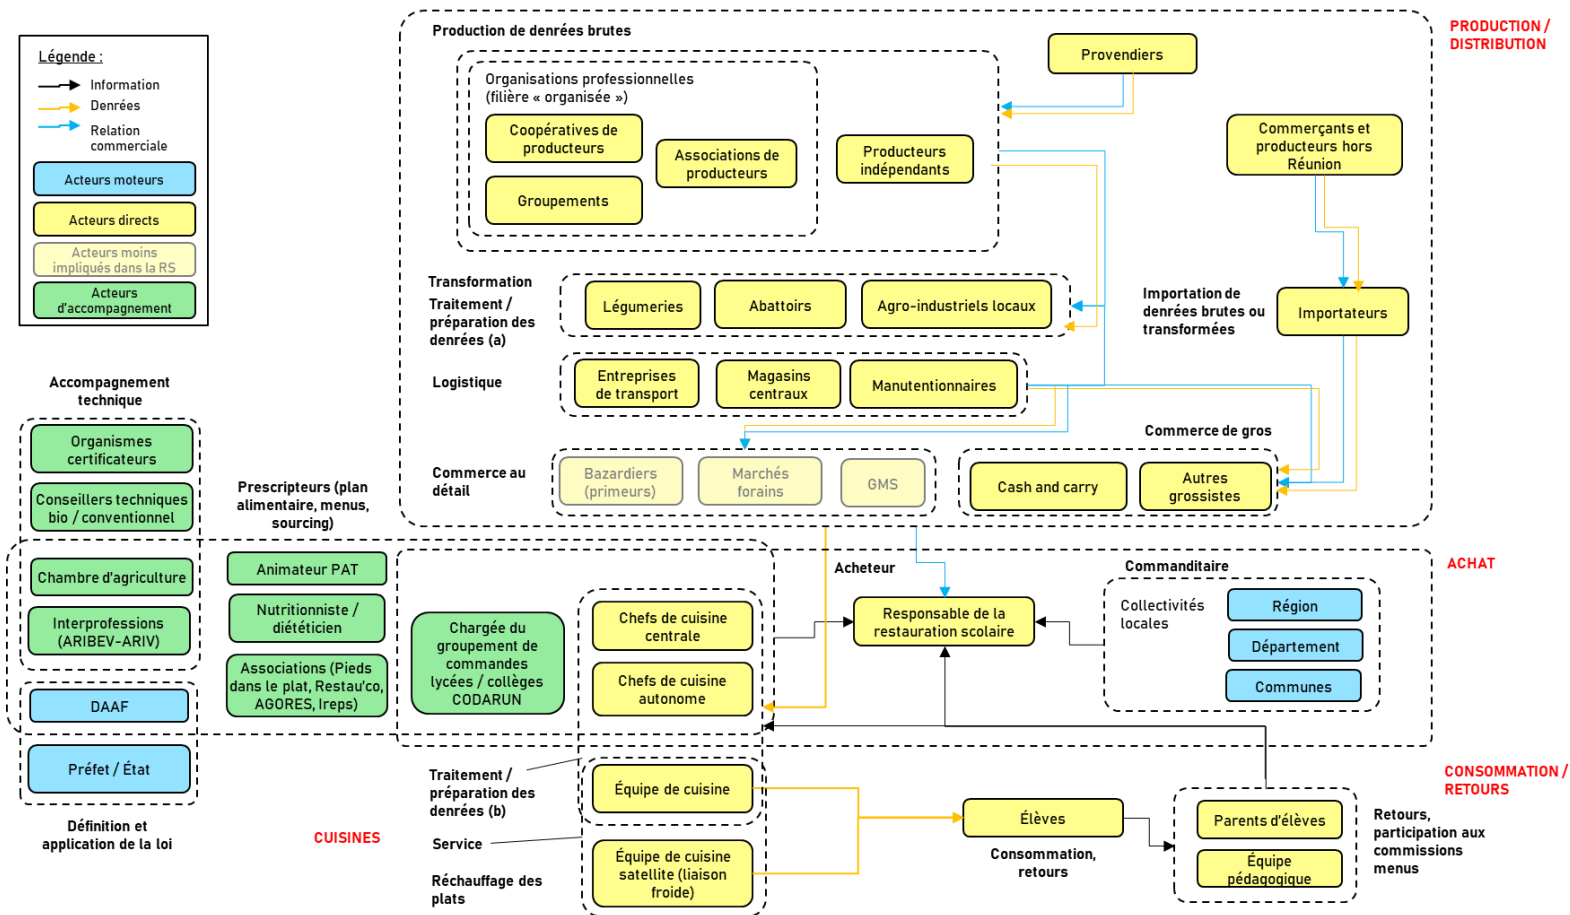 Légende :
Information
Denrées
Relation
commerciale
Acteurs moteurs
Acteurs directs
Acteurs moins
impliqués dans la RS
Acteurs
d'accompagnement
PRODUCTION /
DISTRIBUTION
Production de denrées brutes
Organisations professionnelles
(filière « organisée »)
Coopératives de
producteurs
Groupements
Associations de
producteurs
Producteurs
indépendants
Provendiers
Commerçants et
producteurs hors
Réunion
Transformation
Traitement /
préparation des
denrées (a)
Légumeries
Abattoirs
Agro-industriels locaux
Importation de
denrées brutes ou
transformées
Importateurs
Logistique
Entreprises
de transport
Magasins
centraux
Manutentionnaires
Commerce au
détail
Bazardiers
(primeurs)
Marchés
forains
GMS
Commerce de gros
Cash and carry
Autres
grossistes
Accompagnement
technique
Organismes
certificateurs
Conseillers techniques
bio / conventionnel
Chambre d'agriculture
Interprofessions
(ARIBEV-ARIV)
DAAF
Préfet / État
Définition et
application de la loi
Prescripteurs (plan
alimentaire, menus,
sourcing)
Animateur PAT
Nutritionniste /
diététicien
Associations (Pieds
dans le plat, Restau'co,
AGORES, Ireps)
Chargée du
groupement de
commandes
lycées / collèges
CODARUN
Chefs de cuisine
centrale
Chefs de cuisine
autonome
ACHAT
Acheteur
Responsable de la
restauration scolaire
Commanditaire
Collectivités
locales
Région
Département
Communes
CUISINES
Traitement /
préparation des
denrées (b)
Service
Réchauffage des
plats
Équipe de cuisine
Équipe de cuisine
satellite (liaison
froide)
CONSOMMATION /
RETOURS
Élèves
Consommation,
retours
Parents d'élèves
Équipe
pédagogique
Retours,
participation aux
commissions
menus